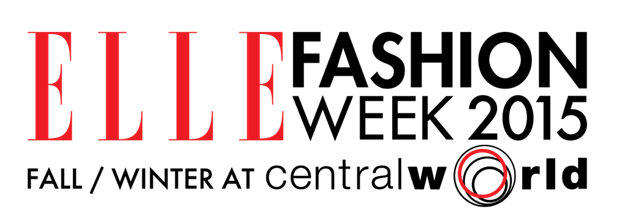 ELLE FASHION
WEEK 2015
FALL / WINTER AT centralwOrld